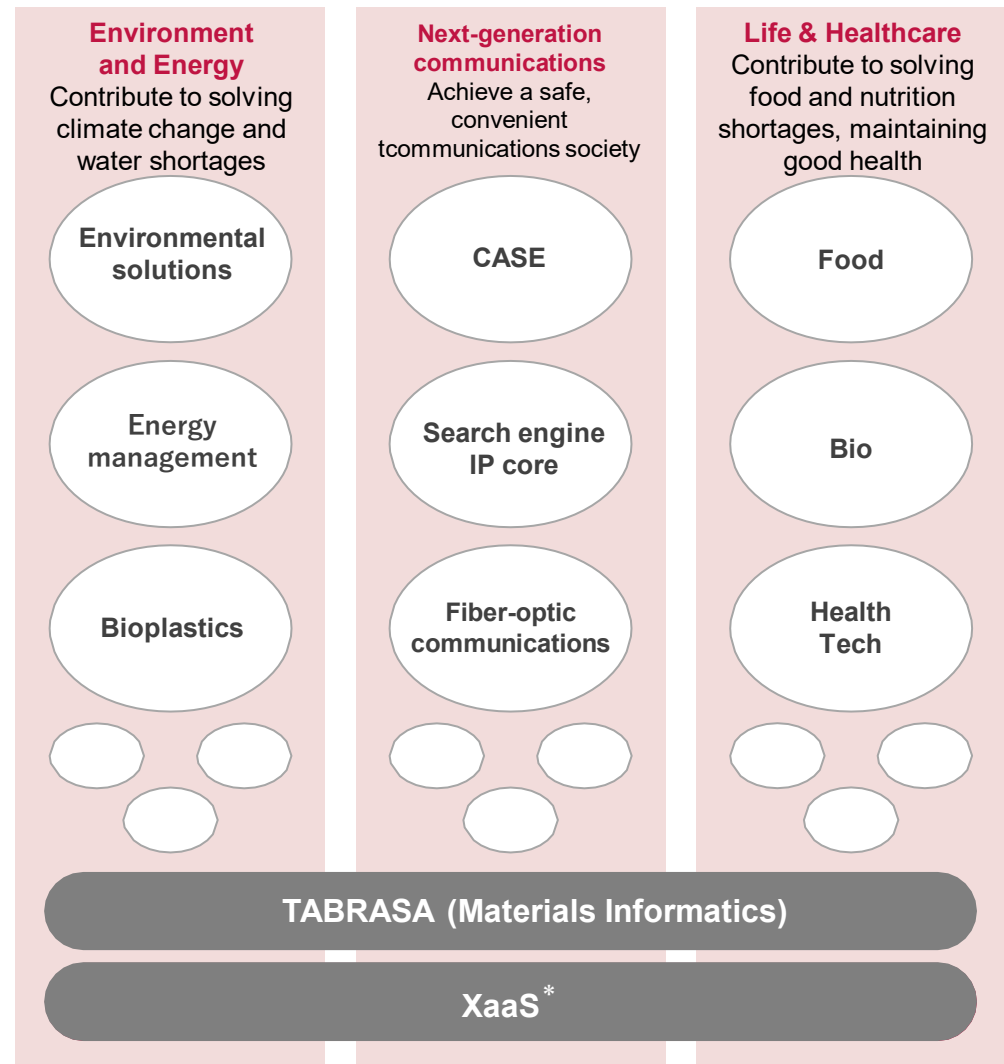 Environment
and Energy
Contribute to solving
climate change and
water shortages
Environmental
solutions
Energy
management
Bioplastics
Next-generation
communications
Achieve a safe,
convenient
tcommunications society
CASE
Search engine
IP core
Fiber-optic
communications
Life & Healthcare
Contribute to solving
food and nutrition
shortages, maintaining
good health
Food
Bio
Health
Tech
TABRASA (Materials Informatics)
XaaS*